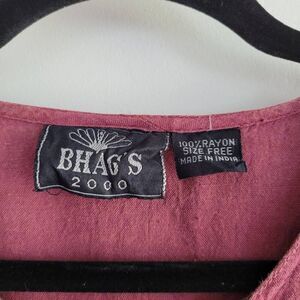 BHAG'S
2000
100% RAYON
SIZE FREE
MADE IN INDIA